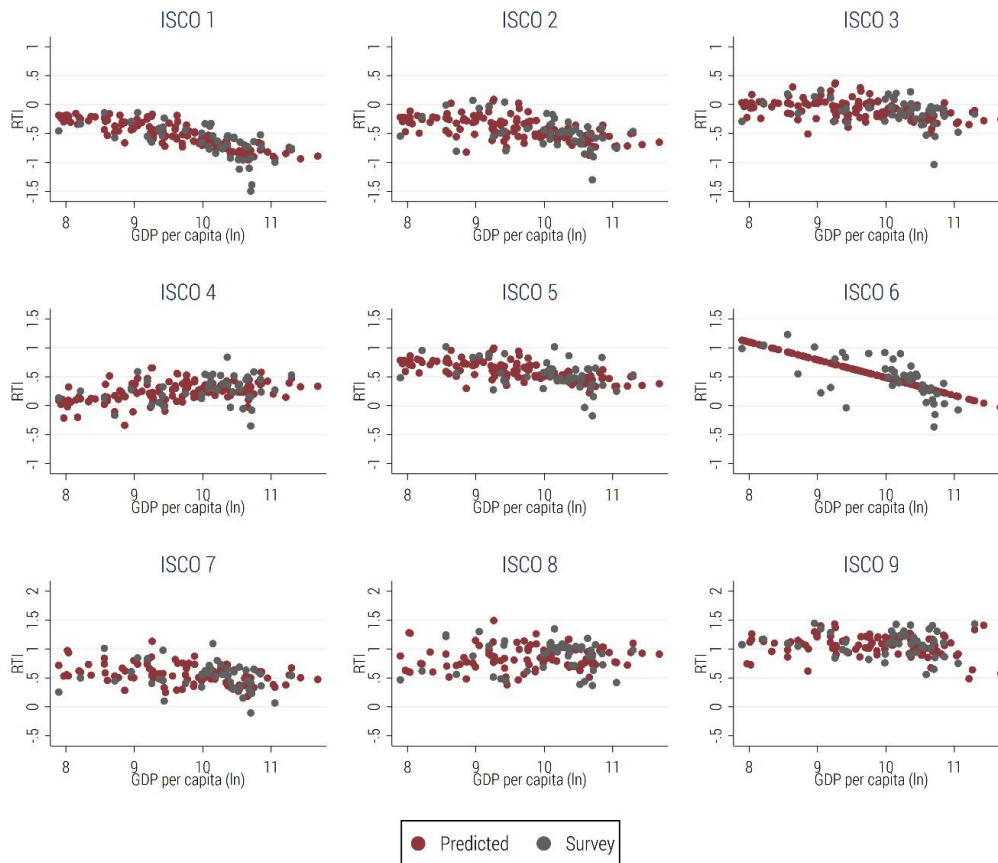 ISCO 1 ISCO 2 ISCO 3
RTI
1
.5
0
-.5
-1
-1.5
8 9 10 11
GDP per capita (ln)
RTI
1
.5
0
-.5
-1
-1.5
8 9 10 11
GDP per capita (ln)
RTI
1
.5
0
-.5
-1
-1.5
8 9 10 11
GDP per capita (ln)
ISCO 4 ISCO 5 ISCO 6
RTI
1.5
1
.5
0
-.5
-1
8 9 10 11
GDP per capita (ln)
RTI
1.5
1
.5
0
-.5
-1
8 9 10 11
GDP per capita (ln)
RTI
1.5
1
.5
0
-.5
-1
8 9 10 11
GDP per capita (ln)
ISCO 7 ISCO 8 ISCO 9
RTI
2
1.5
1
.5
0
-.5
8 9 10 11
GDP per capita (ln)
RTI
2
1.5
1
.5
0
-.5
8 9 10 11
GDP per capita (ln)
RTI
2
1.5
1
.5
0
-.5
8 9 10 11
GDP per capita (ln)
Predicted Survey